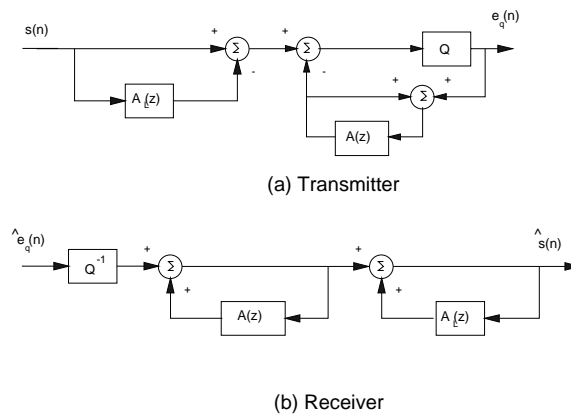 s(n) + Σ + Σ Q e_q(n)
- - + Σ +
A_L(z)
A(z)
(a) Transmitter
^e_q(n) Q^-1 + Σ + Σ ^s(n)
+ A(z) + A_L(z)
(b) Receiver